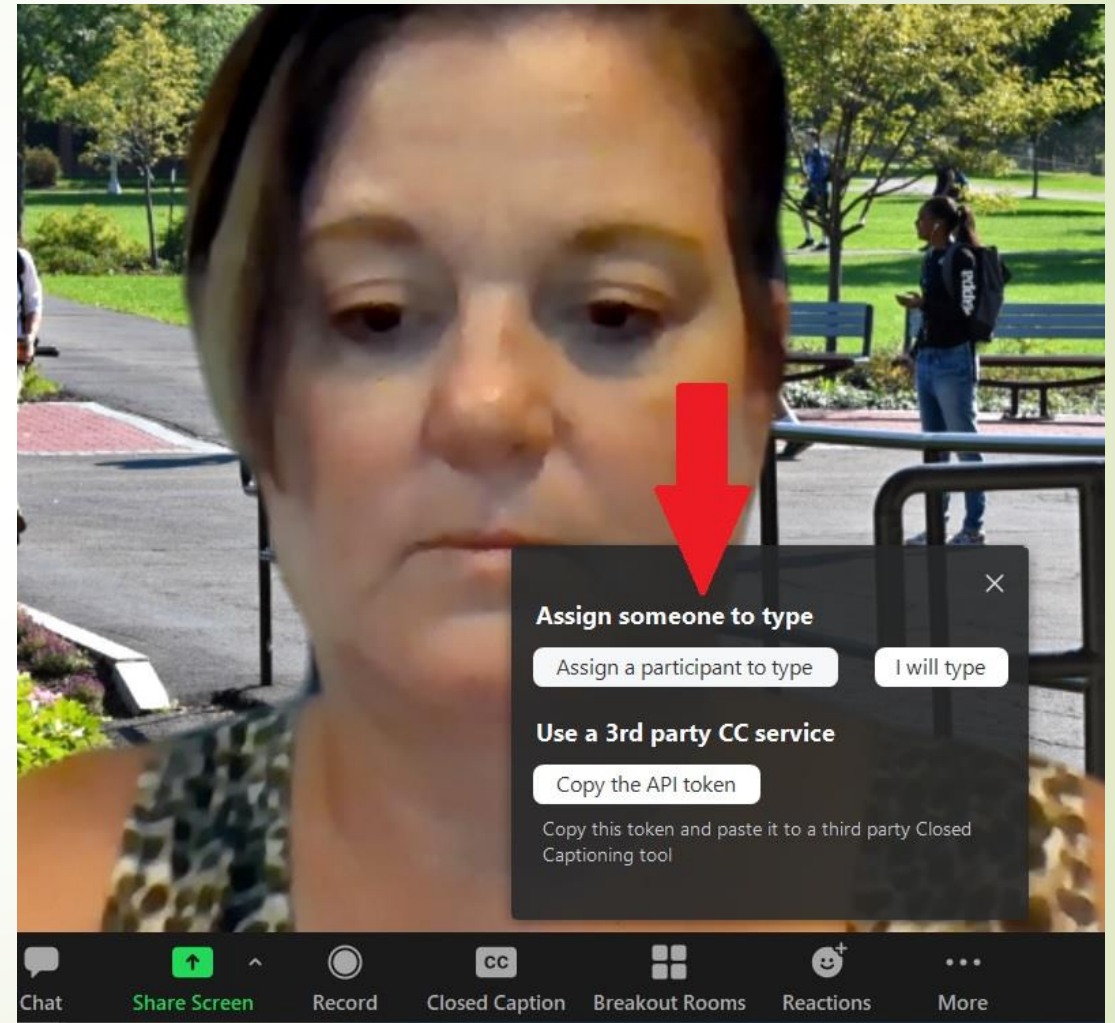 Assign someone to type
Assign a participant to type
I will type
Use a 3rd party CC service
Copy the API token
Copy this token and paste it to a third party Closed
Captioning tool
Chat
Share Screen
Record
CC
Closed Caption
Breakout Rooms
Reactions
More